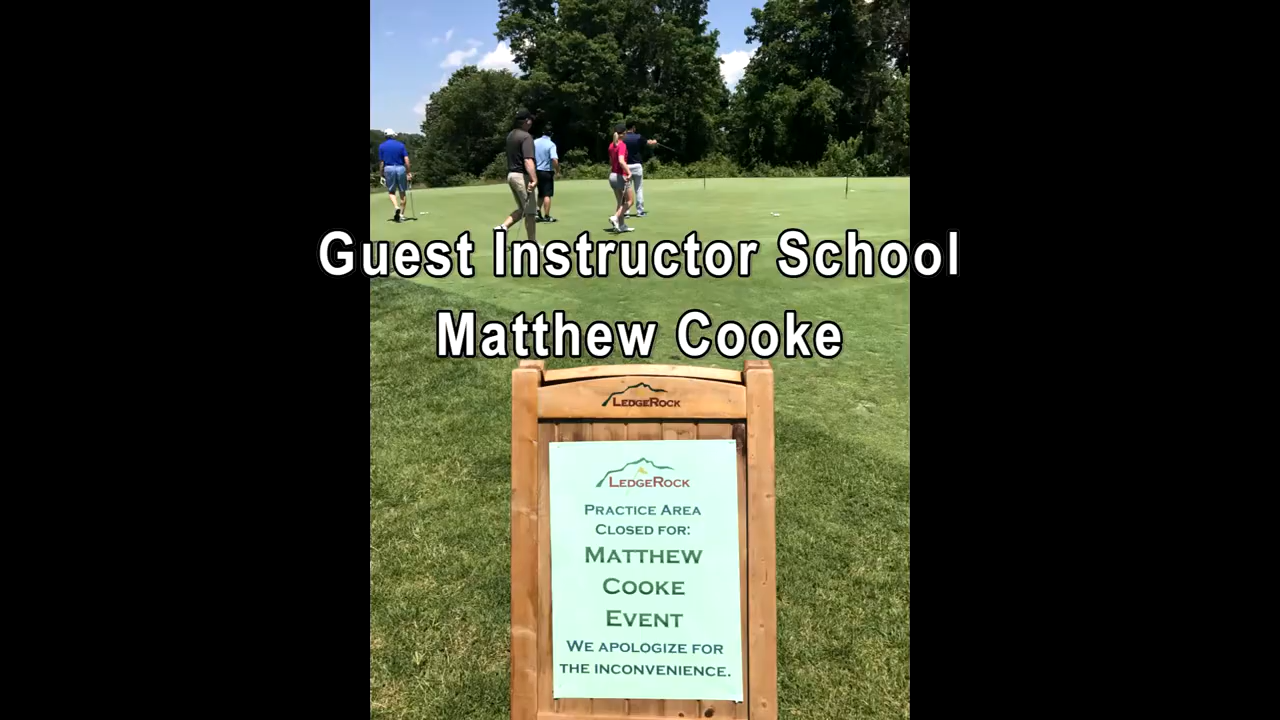 Guest Instructor School
Matthew Cooke
LEDGEROCK
LEDGEROCK
PRACTICE AREA
CLOSED FOR:
MATTHEW
COOKE
EVENT
WE APOLOGIZE FOR
THE INCONVENIENCE.